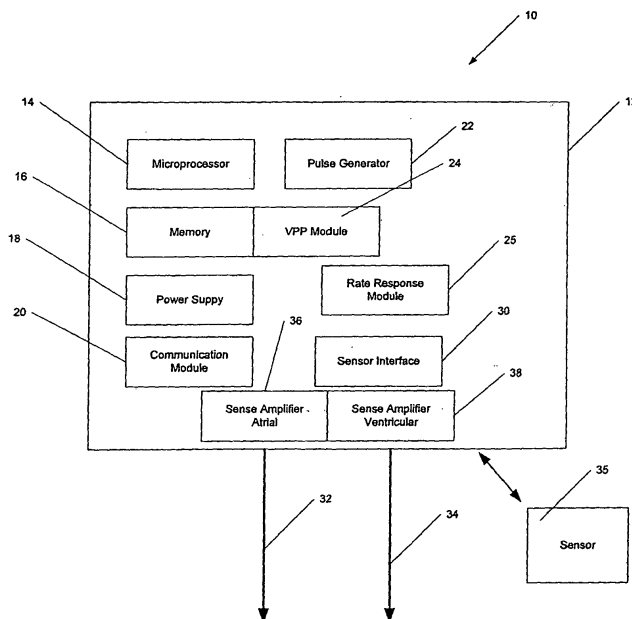 10
14
22
Microprocessor
Pulse Generator
24
16
Memory
VPP Module
18
25
Power Suppy
Rate Response
Module
20
36
30
Communication
Module
Sensor Interface
38
Sense Amplifier
Atrial
Sense Amplifier
Ventricular
32
34
35
Sensor